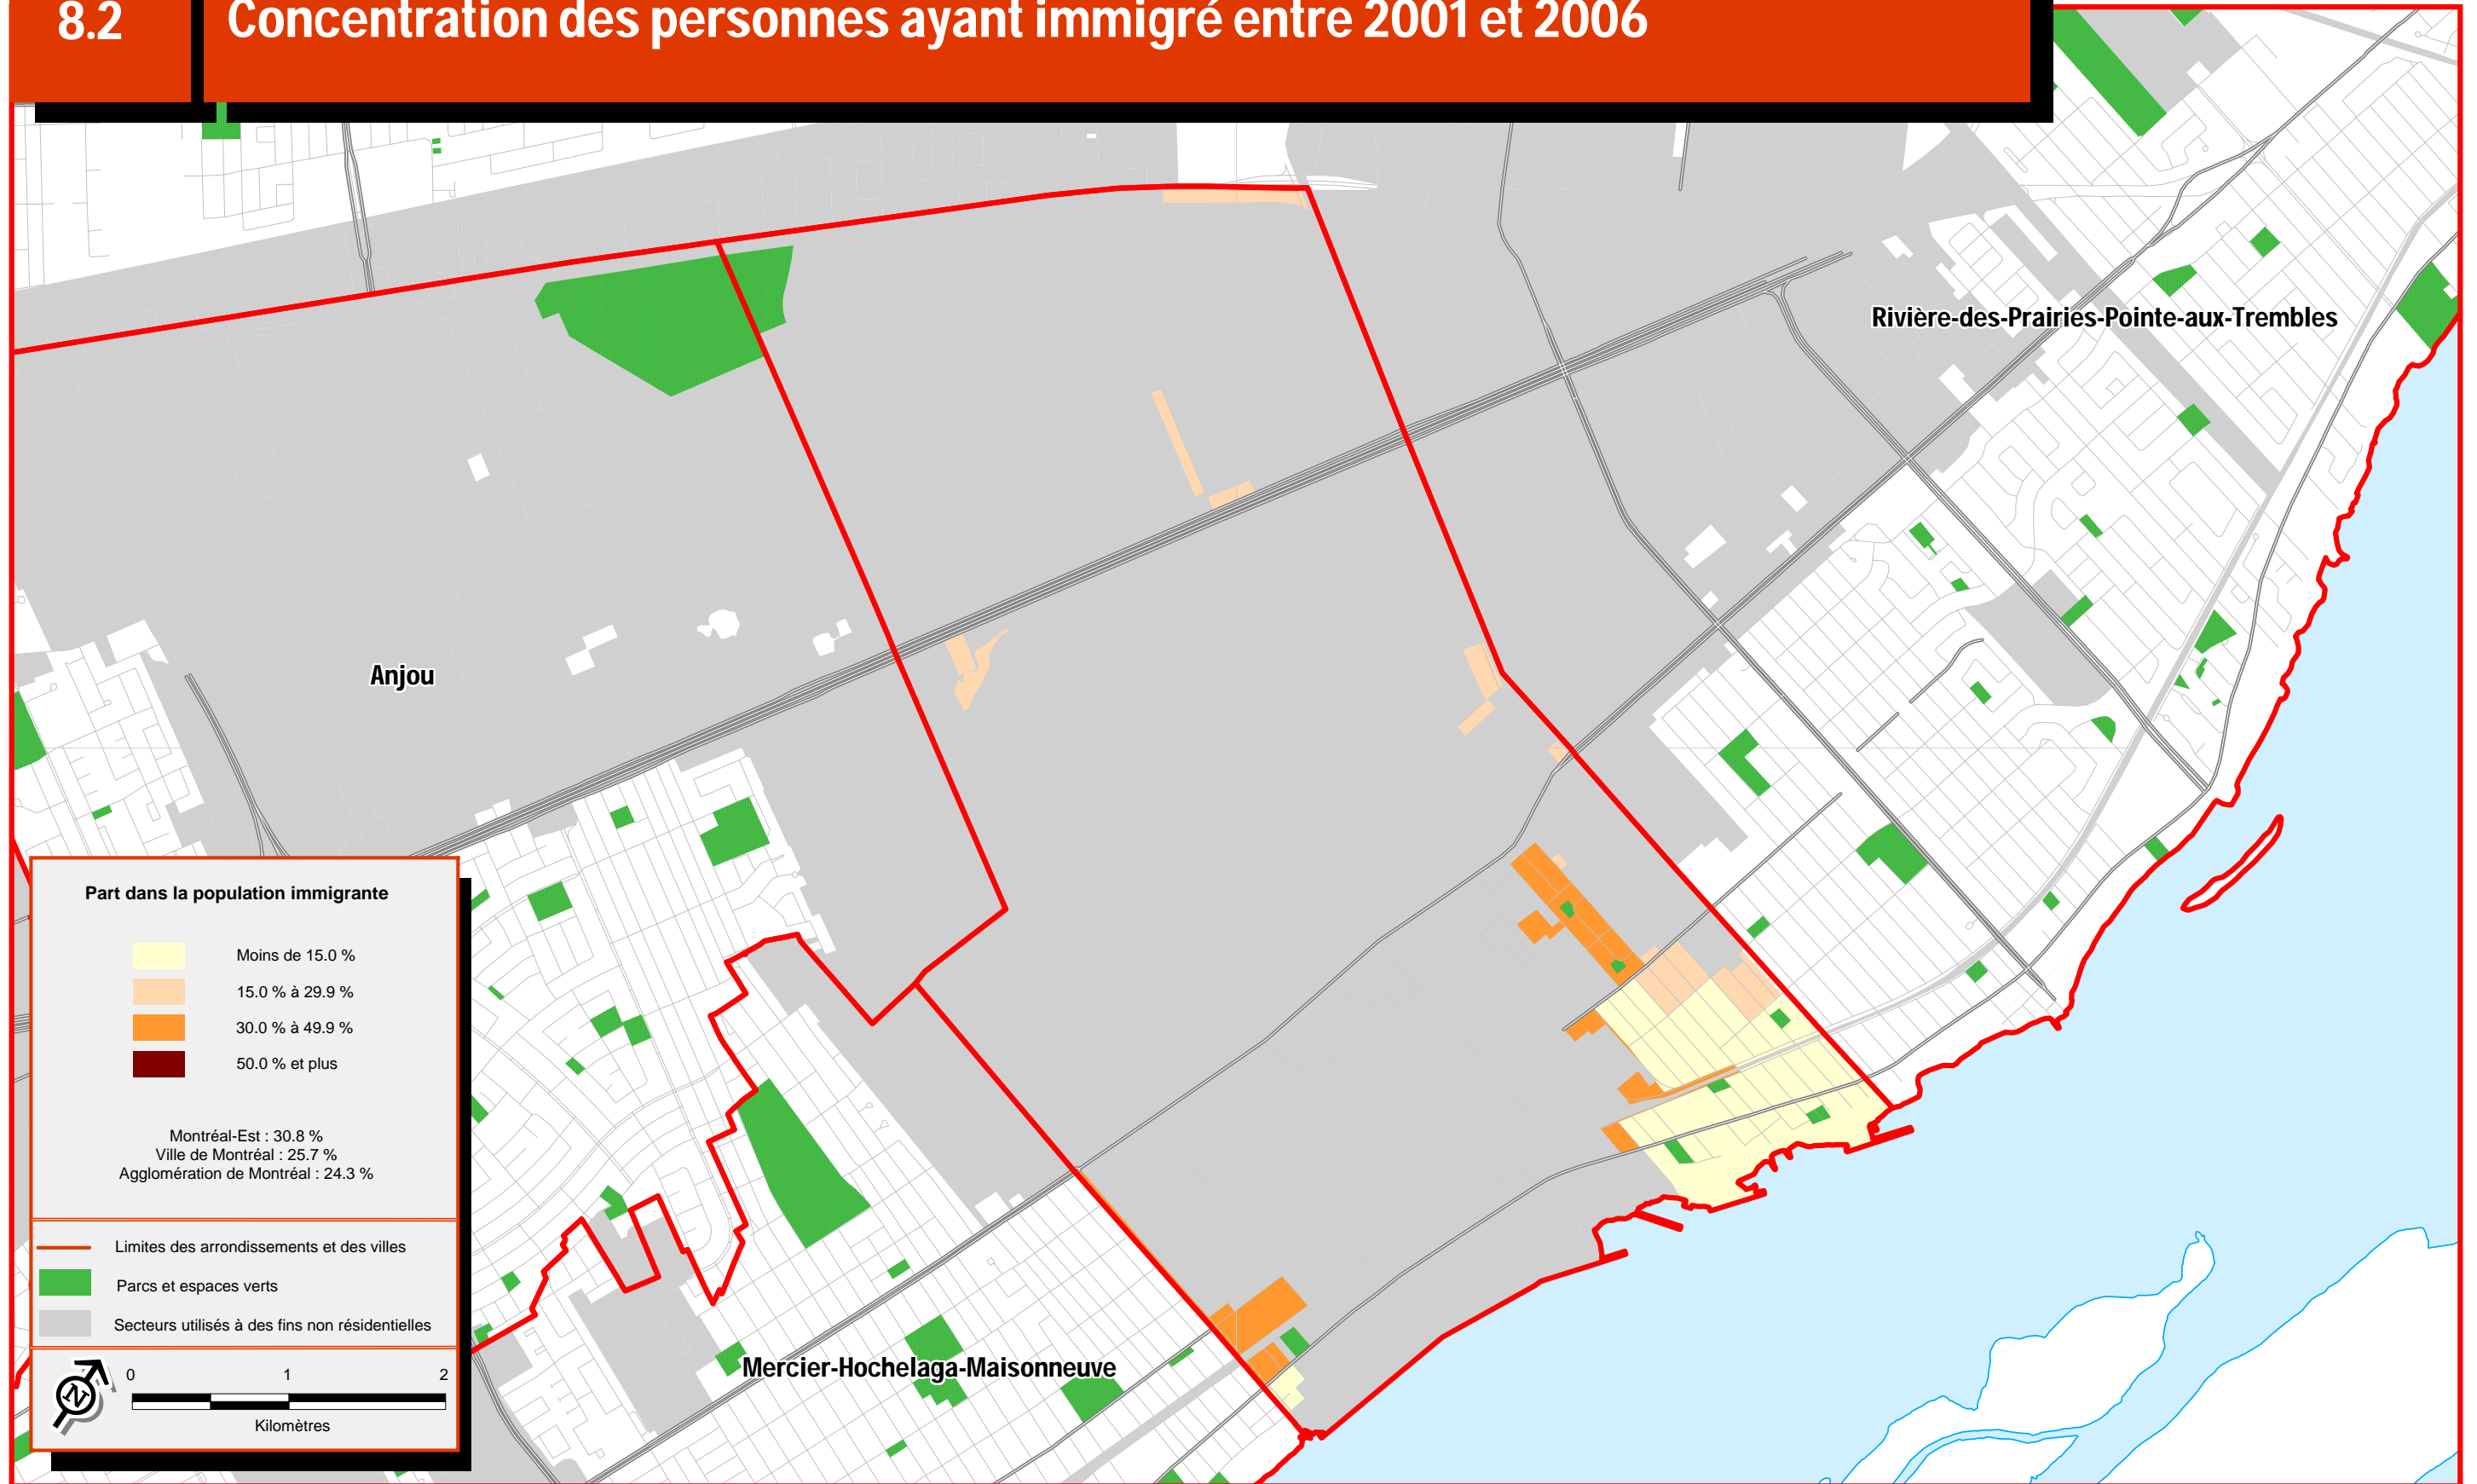 8.2
Concentration des personnes ayant immigré entre 2001 et 2006
Rivière-des-Prairies-Pointe-aux-Trembles
Anjou
Mercier-Hochelaga-Maisonneuve
Part dans la population immigrante
Moins de 15.0 %
15.0 % à 29.9 %
30.0 % à 49.9 %
50.0 % et plus
Montréal-Est : 30.8 %
Ville de Montréal : 25.7 %
Agglomération de Montréal : 24.3 %
Limites des arrondissements et des villes
Parcs et espaces verts
Secteurs utilisés à des fins non résidentielles
N
0 1 2
Kilomètres